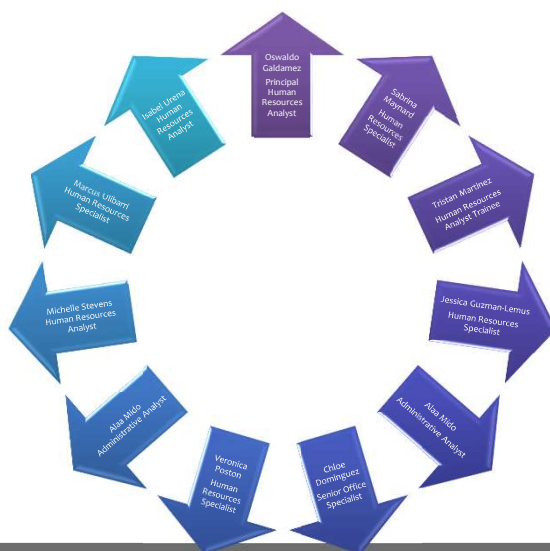 Oswaldo
Galdamez
Principal
Human
Resources
Analyst
Sabrina
Maynard
Human
Resources
Specialist
Tristan Martinez
Human Resources
Analyst Trainee
Jessica Guzman-Lemus
Human Resources
Specialist
Alaa Mido
Administrative Analyst
Chloe
Dominguez
Senior Office
Specialist
Veronica
Poston
Human
Resources
Specialist
Alaa Mido
Administrative Analyst
Michelle Stevens
Human Resources
Analyst
Marcus Ulibarri
Human Resources
Specialist
Isabel Urena
Human
Resources
Analyst